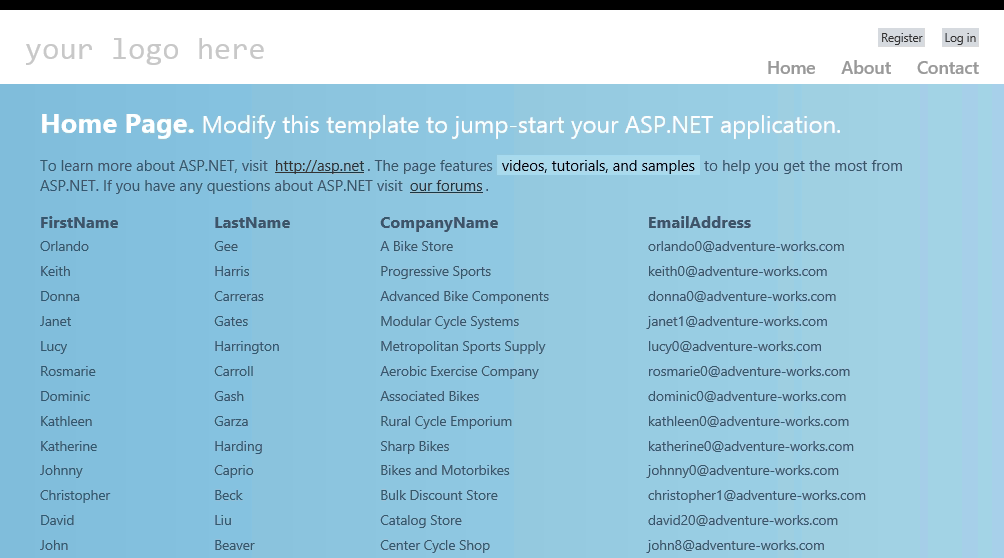 your logo here
Register Log in
Home About Contact
Home Page. Modify this template to jump-start your ASP.NET application.
To learn more about ASP.NET, visit http://asp.net. The page features videos, tutorials, and samples to help you get the most from
ASP.NET. If you have any questions about ASP.NET visit our forums.
FirstName LastName CompanyName EmailAddress
Orlando Gee A Bike Store orlando0@adventure-works.com
Keith Harris Progressive Sports keith0@adventure-works.com
Donna Carreras Advanced Bike Components donna0@adventure-works.com
Janet Gates Modular Cycle Systems janet1@adventure-works.com
Lucy Harrington Metropolitan Sports Supply lucy0@adventure-works.com
Rosmarie Carroll Aerobic Exercise Company rosmarie0@adventure-works.com
Dominic Gash Associated Bikes dominic0@adventure-works.com
Kathleen Garza Rural Cycle Emporium kathleen0@adventure-works.com
Katherine Harding Sharp Bikes katherine0@adventure-works.com
Johnny Caprio Bikes and Motorbikes johnny0@adventure-works.com
Christopher Beck Bulk Discount Store christopher1@adventure-works.com
David Liu Catalog Store david20@adventure-works.com
John Beaver Center Cycle Shop john8@adventure-works.com